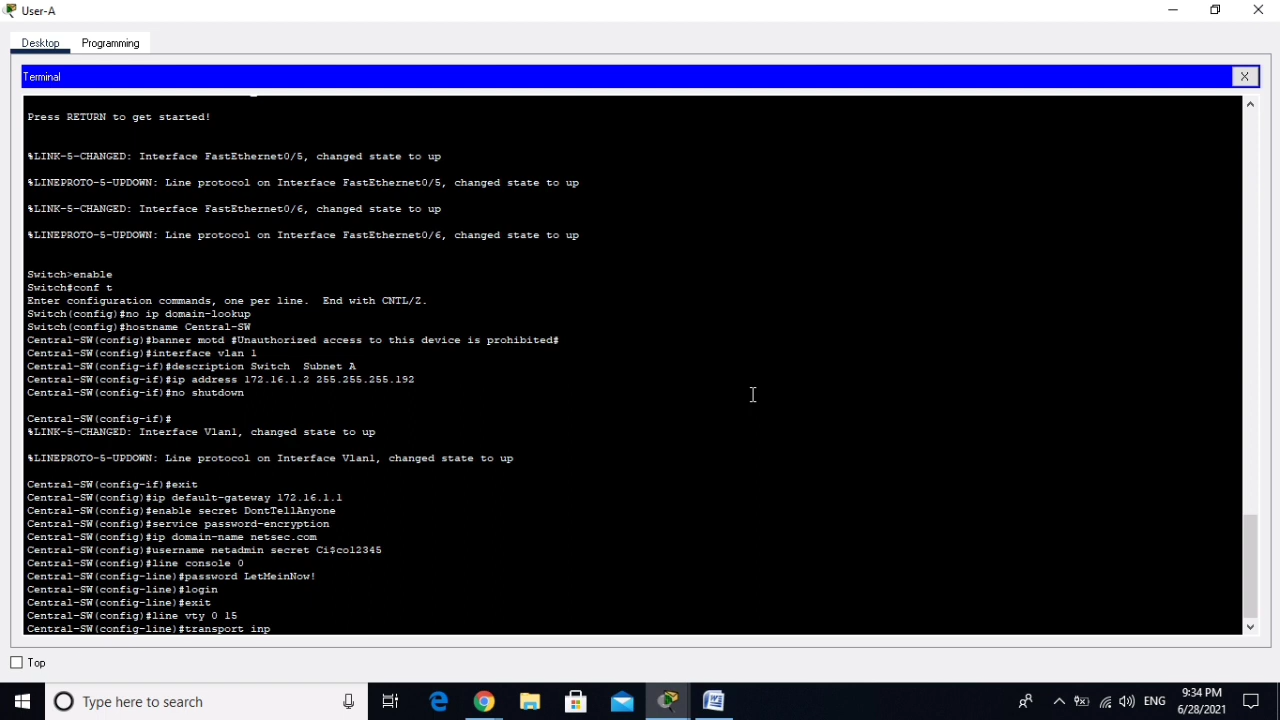 User-A
Desktop Programming
Terminal X
Press RETURN to get started!
%LINK-5-CHANGED: Interface FastEthernet0/5, changed state to up
%LINEPROTO-5-UPDOWN: Line protocol on Interface FastEthernet0/5, changed state to up
%LINK-5-CHANGED: Interface FastEthernet0/6, changed state to up
%LINEPROTO-5-UPDOWN: Line protocol on Interface FastEthernet0/6, changed state to up
Switch>enable
Switch#conf t
Enter configuration commands, one per line.  End with CNTL/Z.
Switch(config)#no ip domain-lookup
Switch(config)#hostname Central-SW
Central-SW(config)#banner motd #Unauthorized access to this device is prohibited#
Central-SW(config)#interface vlan 1
Central-SW(config-if)#description Switch  Subnet A
Central-SW(config-if)#ip address 172.16.1.2 255.255.255.192
Central-SW(config-if)#no shutdown
Central-SW(config-if)#
%LINK-5-CHANGED: Interface Vlan1, changed state to up
%LINEPROTO-5-UPDOWN: Line protocol on Interface Vlan1, changed state to up
Central-SW(config-if)#exit
Central-SW(config)#ip default-gateway 172.16.1.1
Central-SW(config)#enable secret DontTellAnyone
Central-SW(config)#service password-encryption
Central-SW(config)#ip domain-name netsec.com
Central-SW(config)#username netadmin secret Ci$co12345
Central-SW(config)#line console 0
Central-SW(config-line)#password LetMeinNow!
Central-SW(config-line)#login
Central-SW(config-line)#exit
Central-SW(config)#line vty 0 15
Central-SW(config-line)#transport inp
Top
Type here to search
ENG
9:34 PM
6/28/2021